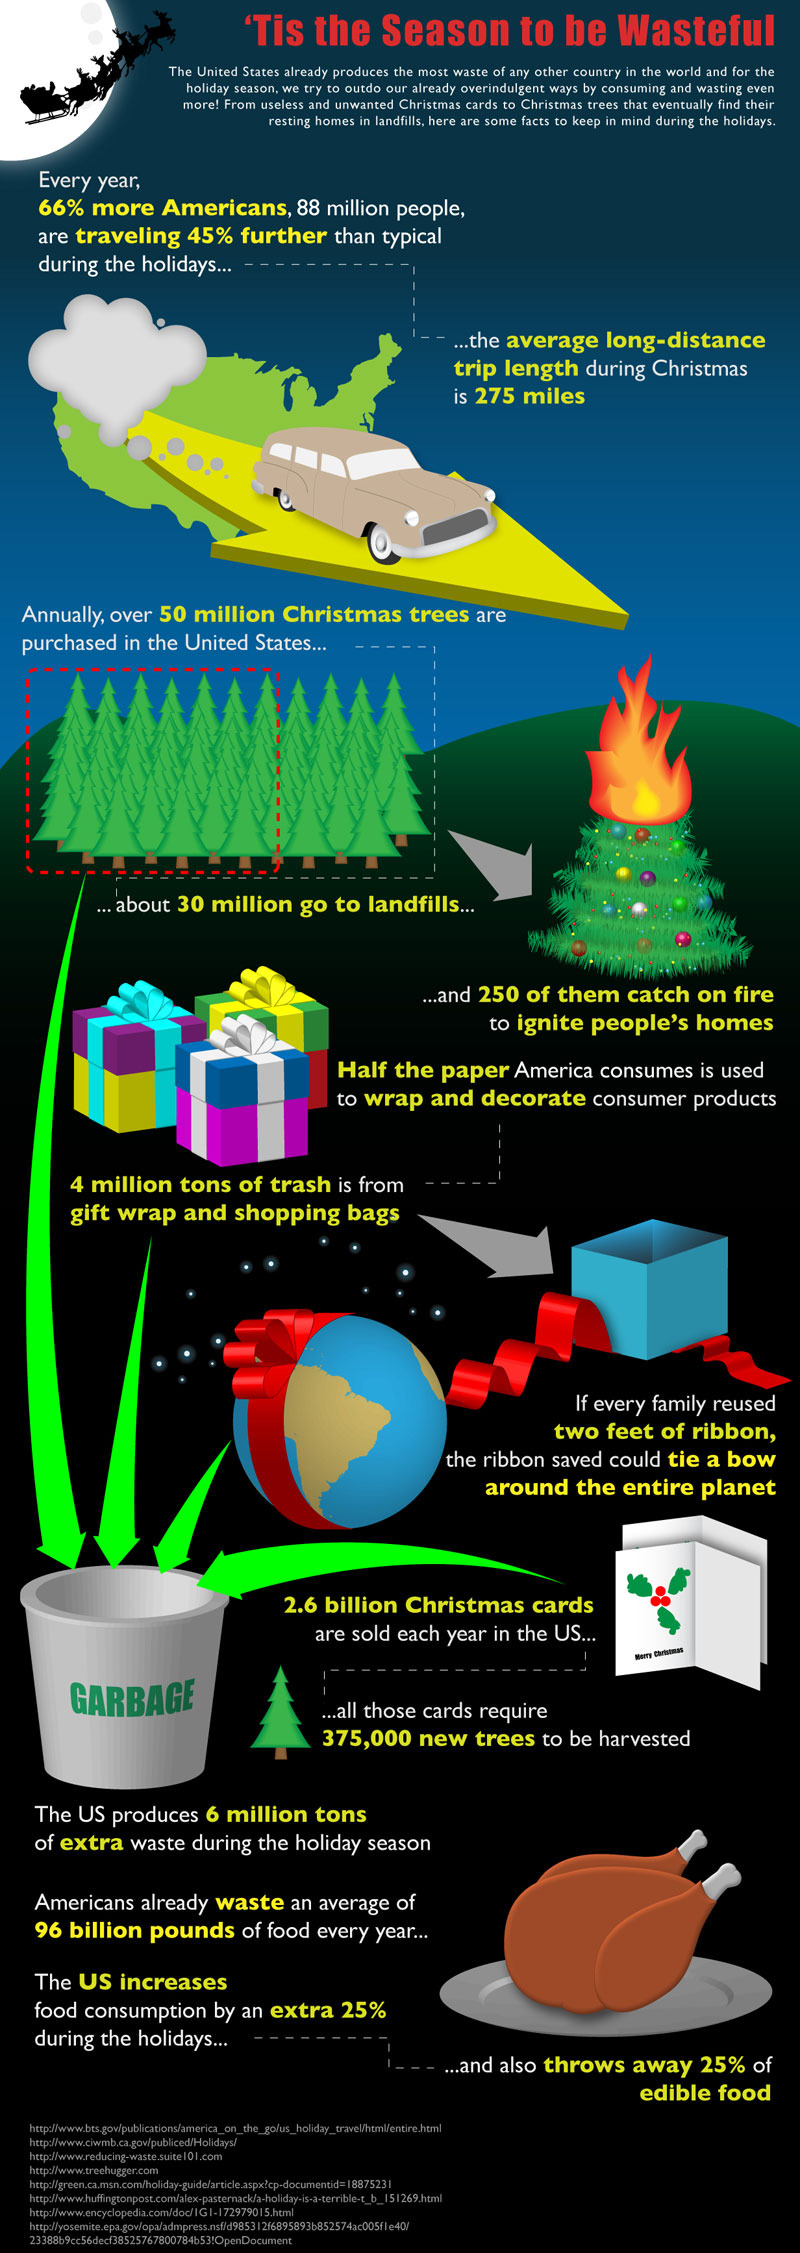 ‘Tis the Season to be Wasteful
The United States already produces the most waste of any other country in the world and for the
holiday season, we try to outdo our already overindulgent ways by consuming and wasting even
more! From useless and unwanted Christmas cards to Christmas trees that eventually find their
resting homes in landfills, here are some facts to keep in mind during the holidays.
Every year,
66% more Americans, 88 million people,
are traveling 45% further than typical
during the holidays...
...the average long-distance
trip length during Christmas
is 275 miles
Annually, over 50 million Christmas trees are
purchased in the United States...
... about 30 million go to landfills...
...and 250 of them catch on fire
to ignite people's homes
Half the paper America consumes is used
to wrap and decorate consumer products
4 million tons of trash is from
gift wrap and shopping bags
If every family reused
two feet of ribbon,
the ribbon saved could tie a bow
around the entire planet
Merry Christmas
2.6 billion Christmas cards
are sold each year in the US...
GARBAGE
...all those cards require
375,000 new trees to be harvested
The US produces 6 million tons
of extra waste during the holiday season
Americans already waste an average of
96 billion pounds of food every year...
The US increases
food consumption by an extra 25%
during the holidays...
...and also throws away 25% of
edible food
http://www.bts.gov/publications/america_on_the_go/us_holiday_travel/html/entire.html
http://www.ciwmb.ca.gov/publiced/Holidays/
http://www.reducing-waste.suite101.com
http://www.treehugger.com
http://green.ca.msn.com/holiday-guide/article.aspx?cp-documentid=18875231
http://www.huffingtonpost.com/alex-pasternack/a-holiday-is-a-terrible-t_b_151269.html
http://www.encyclopedia.com/doc/1G1-172979015.html
http://yosemite.epa.gov/opa/admpress.nsf/d985312f6895893b852574ac005f1e40/
23388b9cc56decf38525767800784b53!OpenDocument